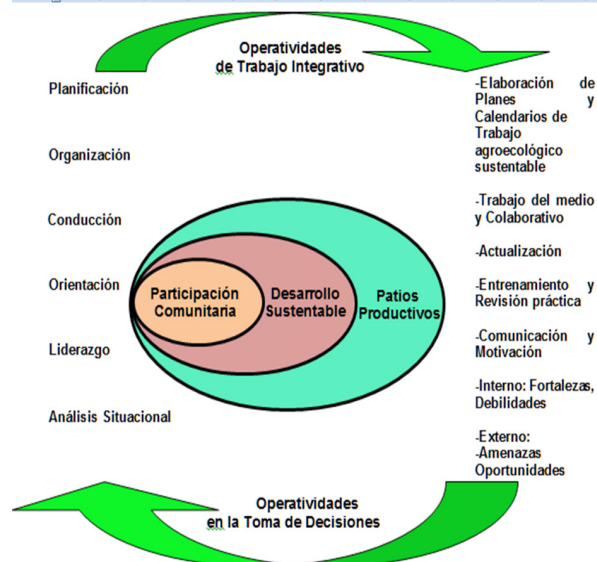 Operatividades
de Trabajo Integrativo
Planificación
Organización
Conducción
Orientación
Liderazgo
Análisis Situacional
Participación
Comunitaria
Desarrollo
Sustentable
Patios
Productivos
-Elaboración de
Planes y
Calendarios de
Trabajo
agroecológico
sustentable
-Trabajo del medio
y Colaborativo
-Actualización
-Entrenamiento y
Revisión práctica
-Comunicación y
Motivación
-Interno: Fortalezas,
Debilidades
-Externo:
-Amenazas
Oportunidades
Operatividades
en la Toma de Decisiones